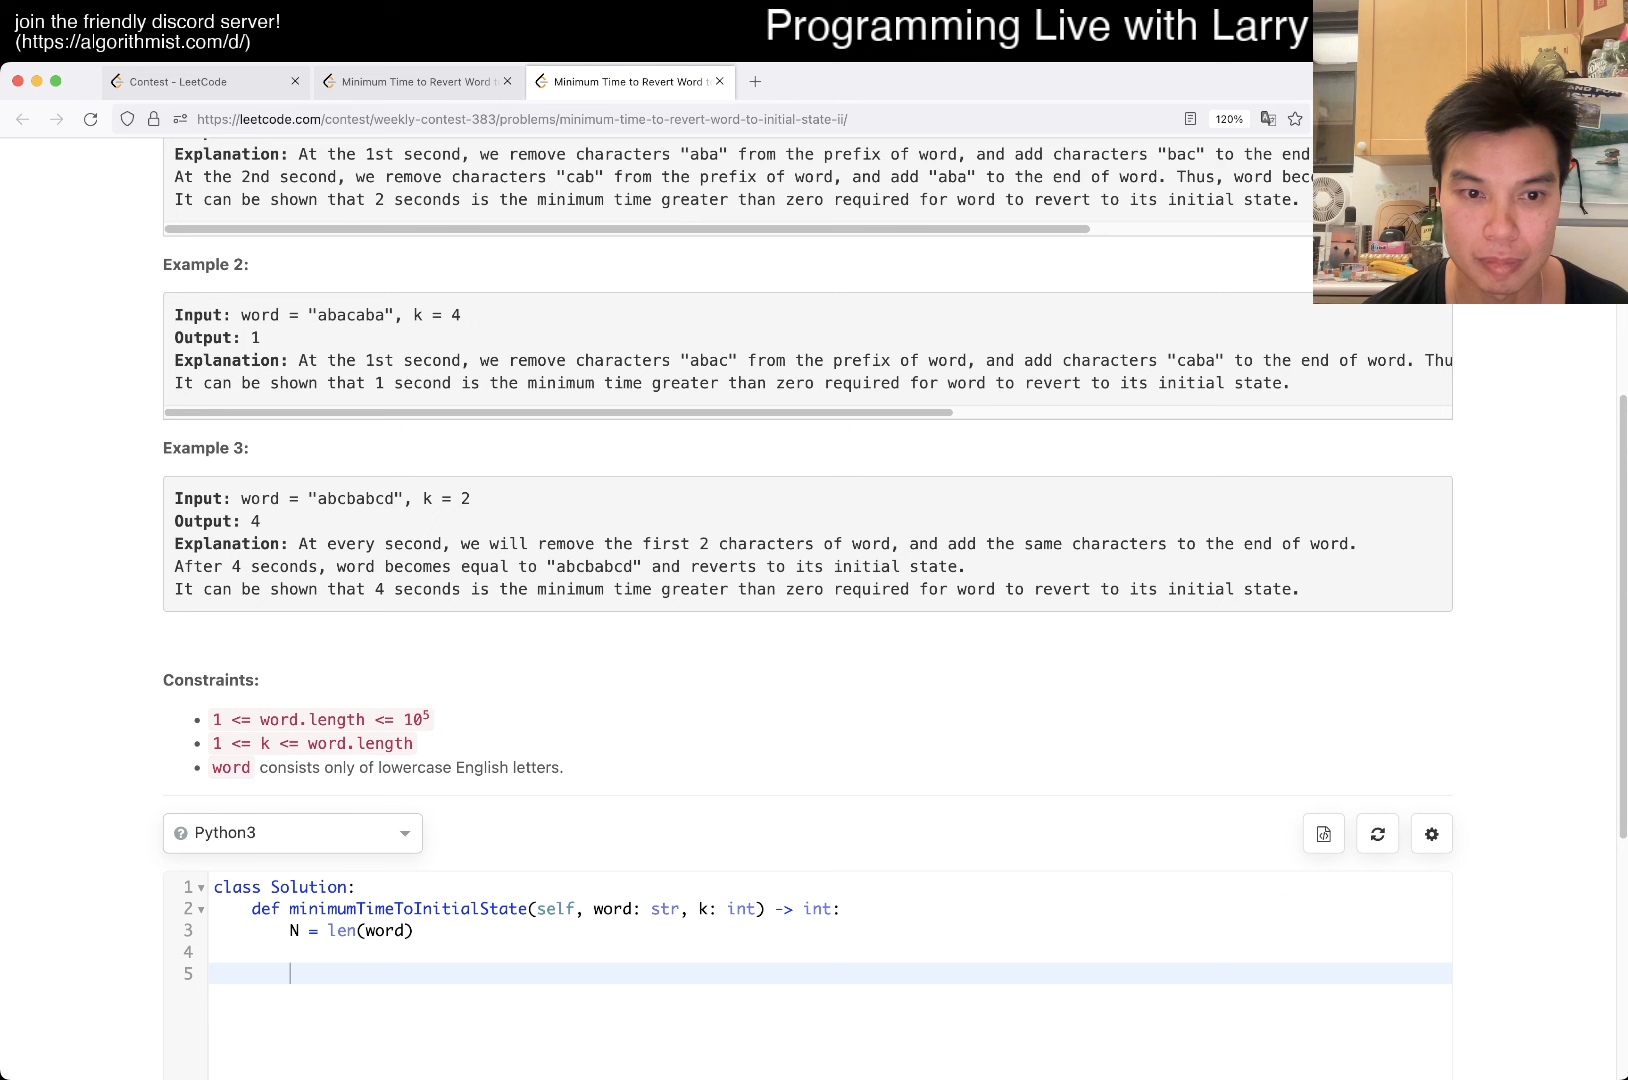 join the friendly discord server!
(https://algorithmist.com/d/)
Programming Live with Larry
Contest - LeetCode
Minimum Time to Revert Word t
Minimum Time to Revert Word t
https://leetcode.com/contest/weekly-contest-383/problems/minimum-time-to-revert-word-to-initial-state-ii/
120%
Explanation: At the 1st second, we remove characters "aba" from the prefix of word, and add characters "bac" to the end
At the 2nd second, we remove characters "cab" from the prefix of word, and add "aba" to the end of word. Thus, word bec
It can be shown that 2 seconds is the minimum time greater than zero required for word to revert to its initial state.
Example 2:
Input: word = "abacaba", k = 4
Output: 1
Explanation: At the 1st second, we remove characters "abac" from the prefix of word, and add characters "caba" to the end of word. Thu
It can be shown that 1 second is the minimum time greater than zero required for word to revert to its initial state.
Example 3:
Input: word = "abcbabcd", k = 2
Output: 4
Explanation: At every second, we will remove the first 2 characters of word, and add the same characters to the end of word.
After 4 seconds, word becomes equal to "abcbabcd" and reverts to its initial state.
It can be shown that 4 seconds is the minimum time greater than zero required for word to revert to its initial state.
Constraints:
• 1 <= word.length <= 10⁵
• 1 <= k <= word.length
• word consists only of lowercase English letters.
Python3
1 class Solution:
2 def minimumTimeToInitialState(self, word: str, k: int) -> int:
3 N = len(word)
4
5